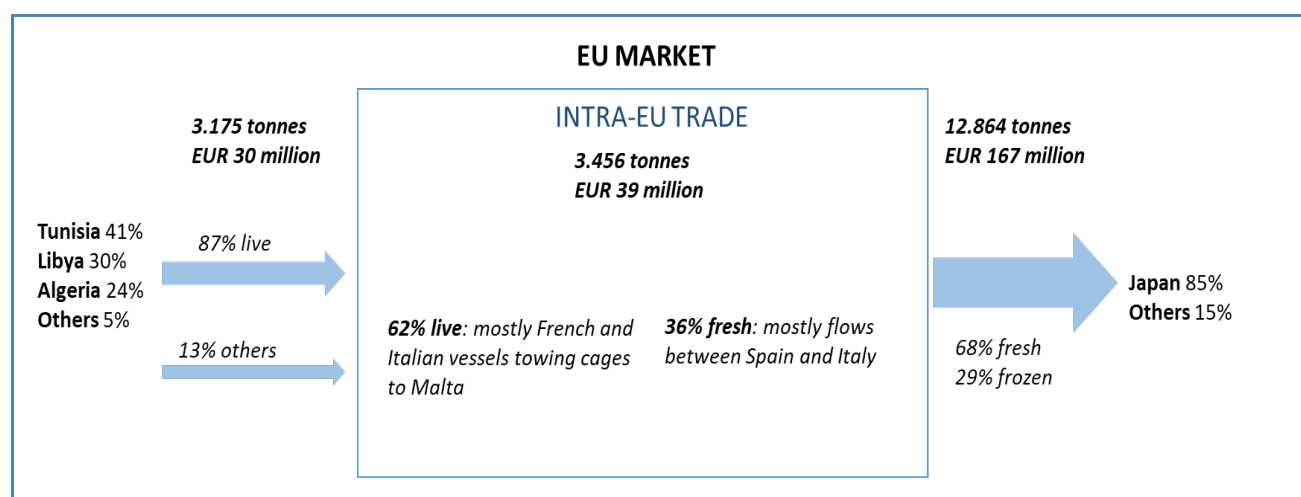 EU MARKET
INTRA-EU TRADE
3.175 tonnes
EUR 30 million
3.456 tonnes
EUR 39 million
12.864 tonnes
EUR 167 million
Tunisia 41%
Libya 30%
Algeria 24%
Others 5%
87% live
13% others
62% live: mostly French and
Italian vessels towing cages
to Malta
36% fresh: mostly flows
between Spain and Italy
68% fresh
29% frozen
Japan 85%
Others 15%